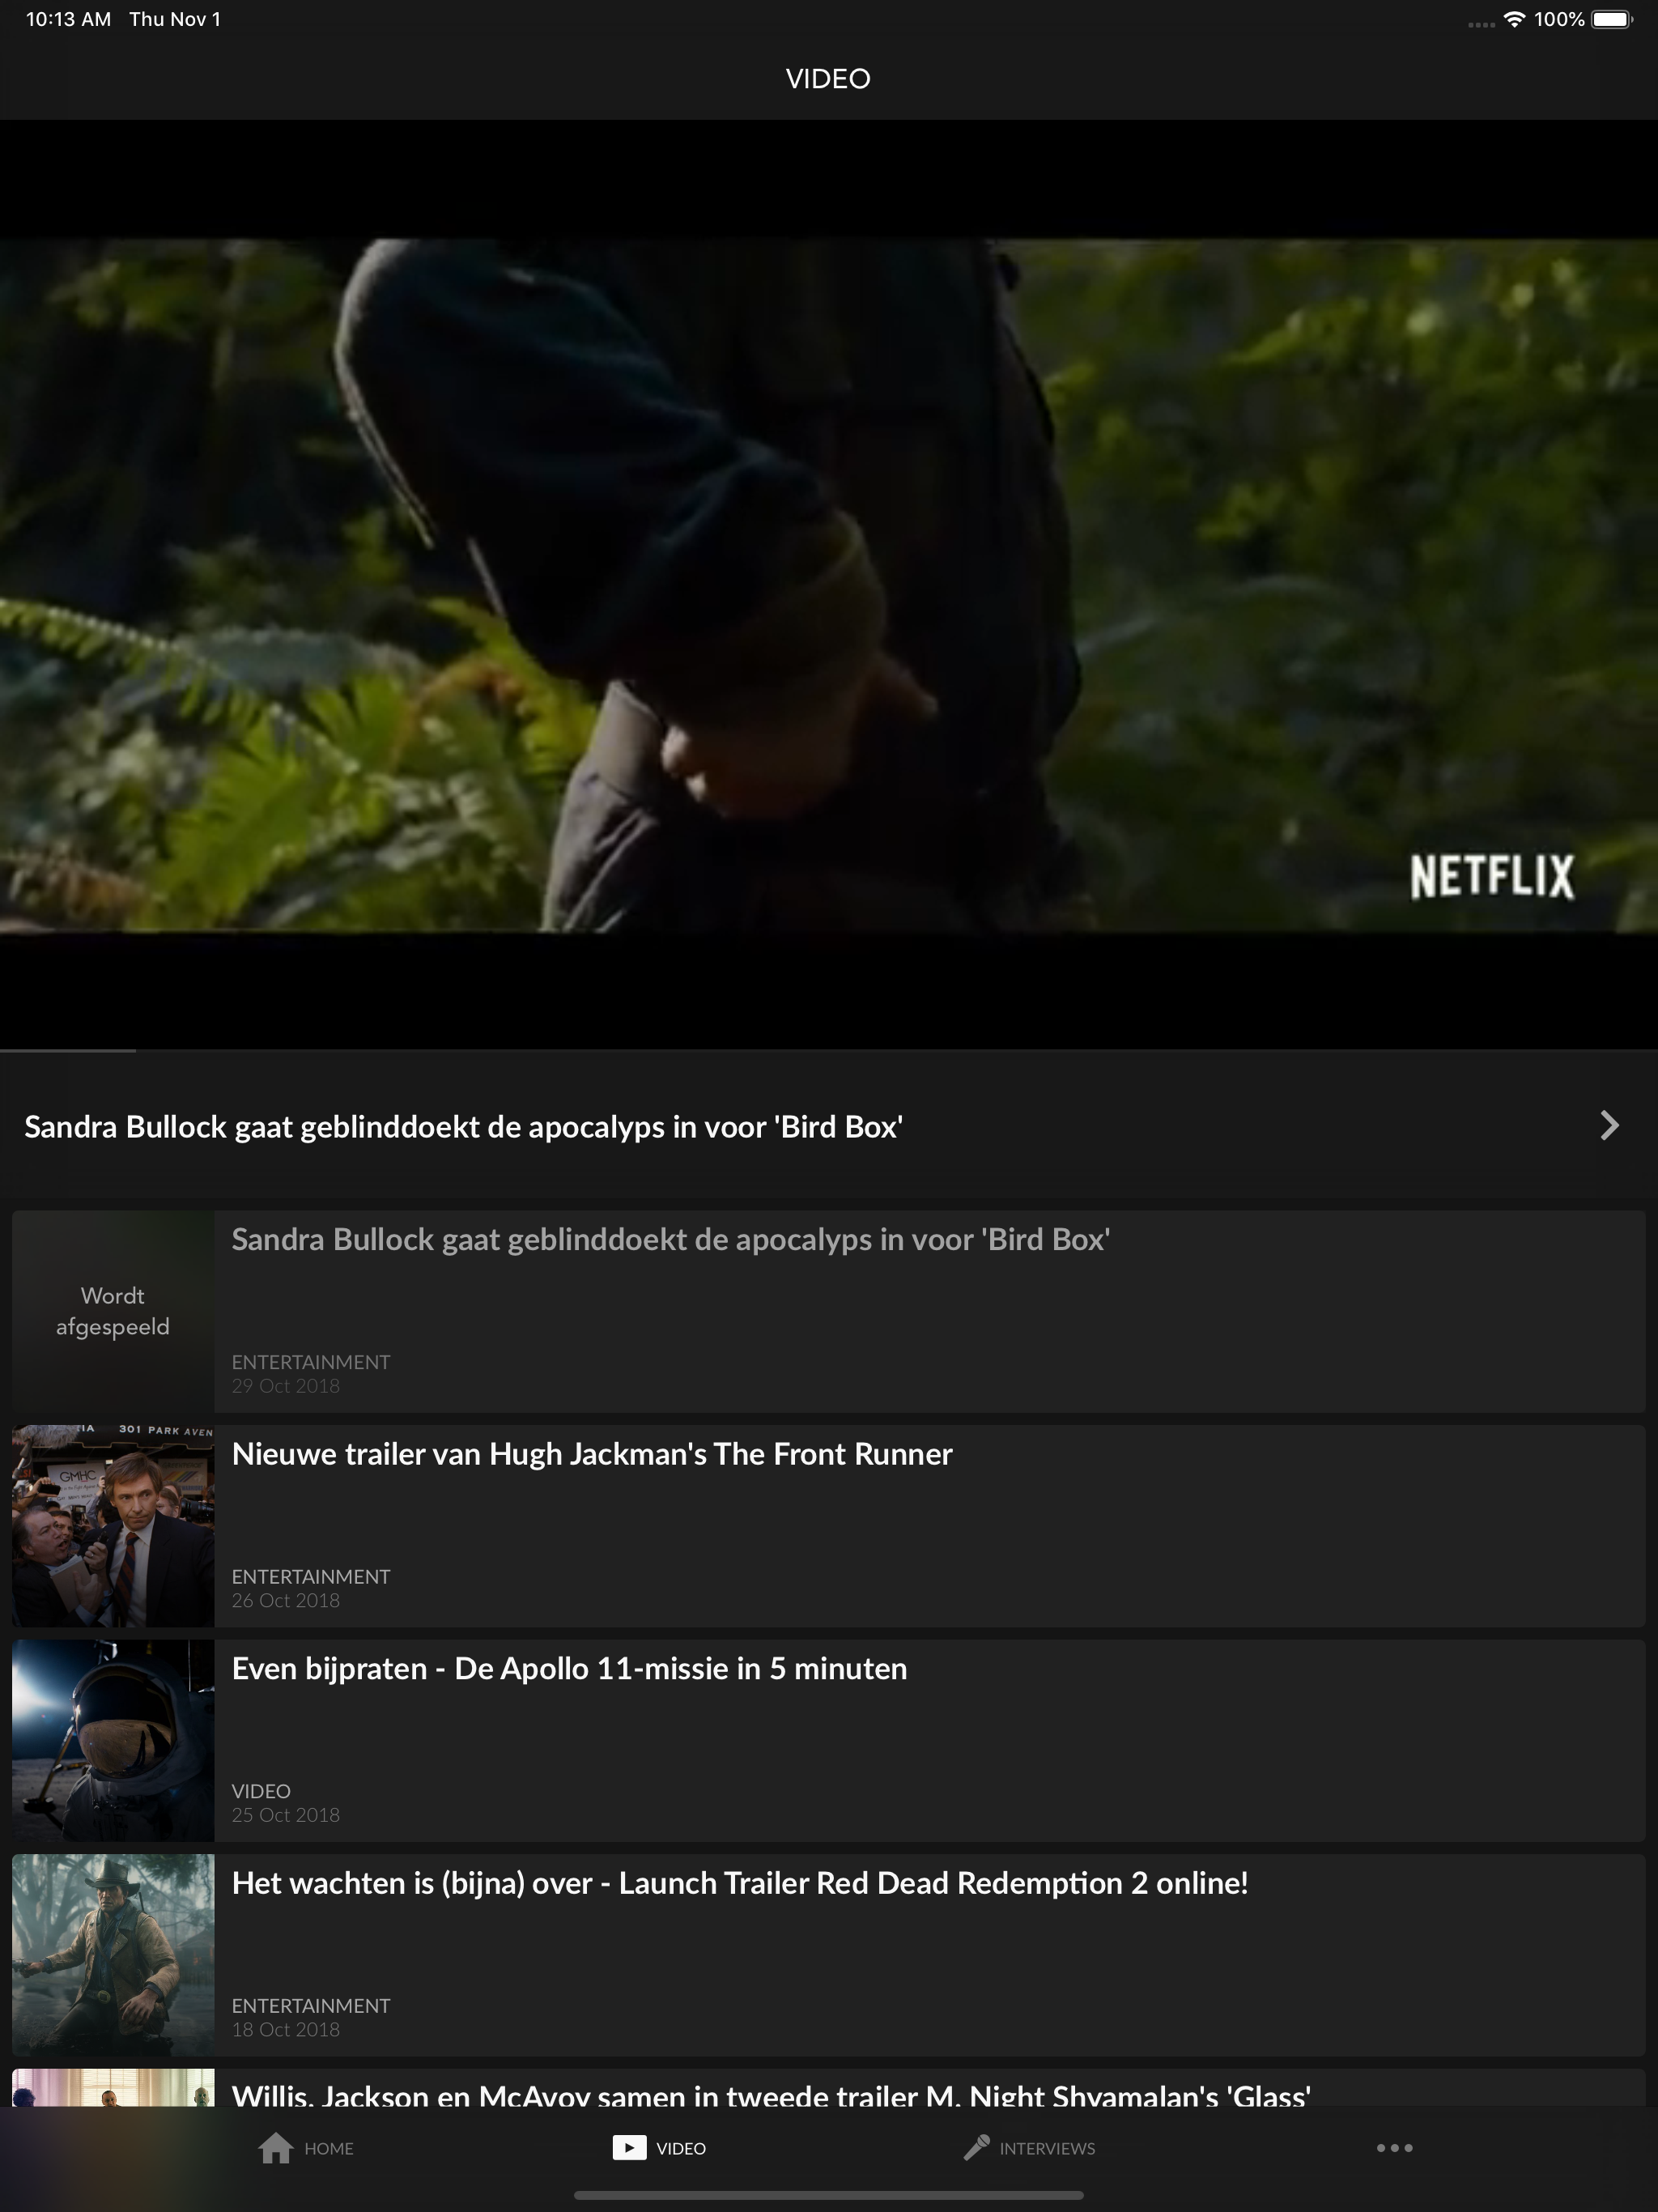 10:13 AM Thu Nov 1
100%
VIDEO
NETFLIX
Sandra Bullock gaat geblinddoekt de apocalyps in voor 'Bird Box'
Wordt
afgespeeld
Sandra Bullock gaat geblinddoekt de apocalyps in voor 'Bird Box'
ENTERTAINMENT
29 Oct 2018
301 PARK AVEN
GMHC
Nieuwe trailer van Hugh Jackman's The Front Runner
ENTERTAINMENT
26 Oct 2018
Even bijpraten - De Apollo 11-missie in 5 minuten
VIDEO
25 Oct 2018
Het wachten is (bijna) over - Launch Trailer Red Dead Redemption 2 online!
ENTERTAINMENT
18 Oct 2018
Willis, Jackson en McAvoy samen in tweede trailer M. Night Shyamalan's 'Glass'
HOME
VIDEO
INTERVIEWS